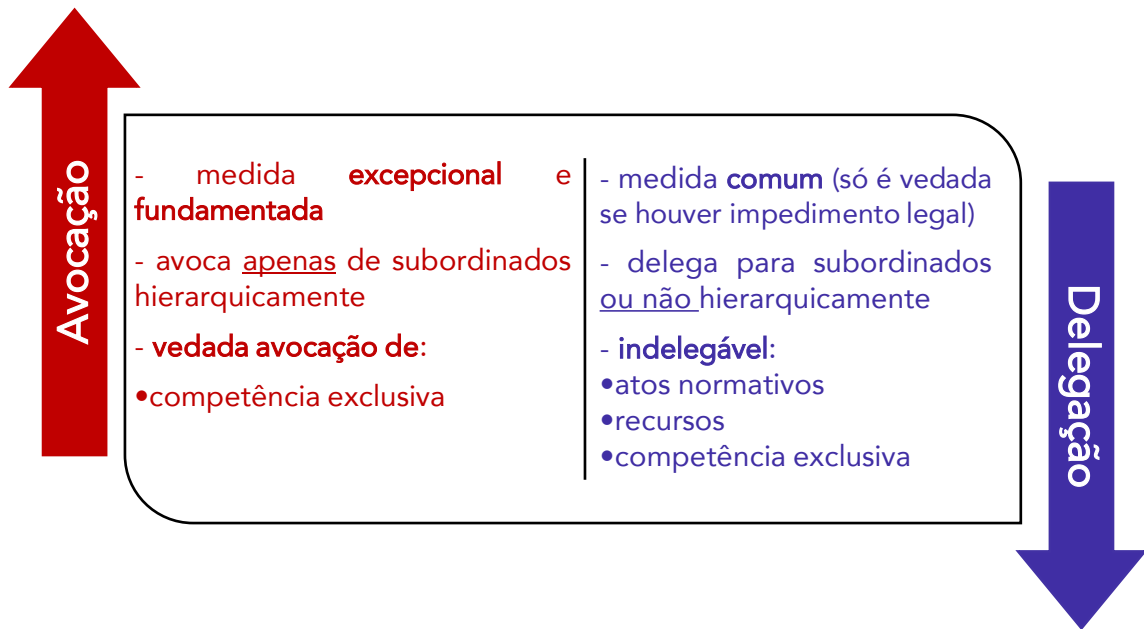 Avocação
- medida excepcional e
fundamentada
- avoca apenas de subordinados
hierarquicamente
- vedada avocação de:
•competência exclusiva
- medida comum (só é vedada
se houver impedimento legal)
- delega para subordinados
ou não hierarquicamente
- indelegável:
•atos normativos
•recursos
•competência exclusiva
Delegação